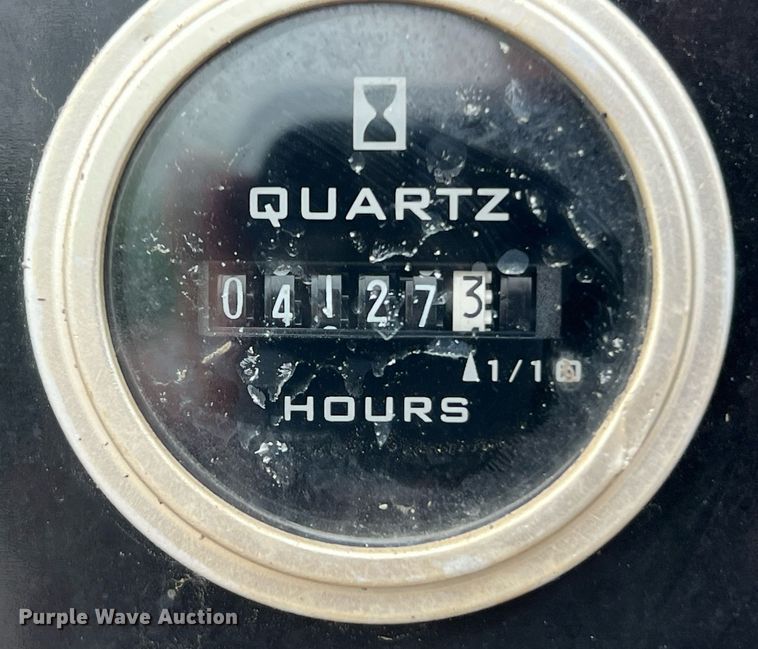 QUARTZ
041273
1/10
HOURS
Purple Wave Auction